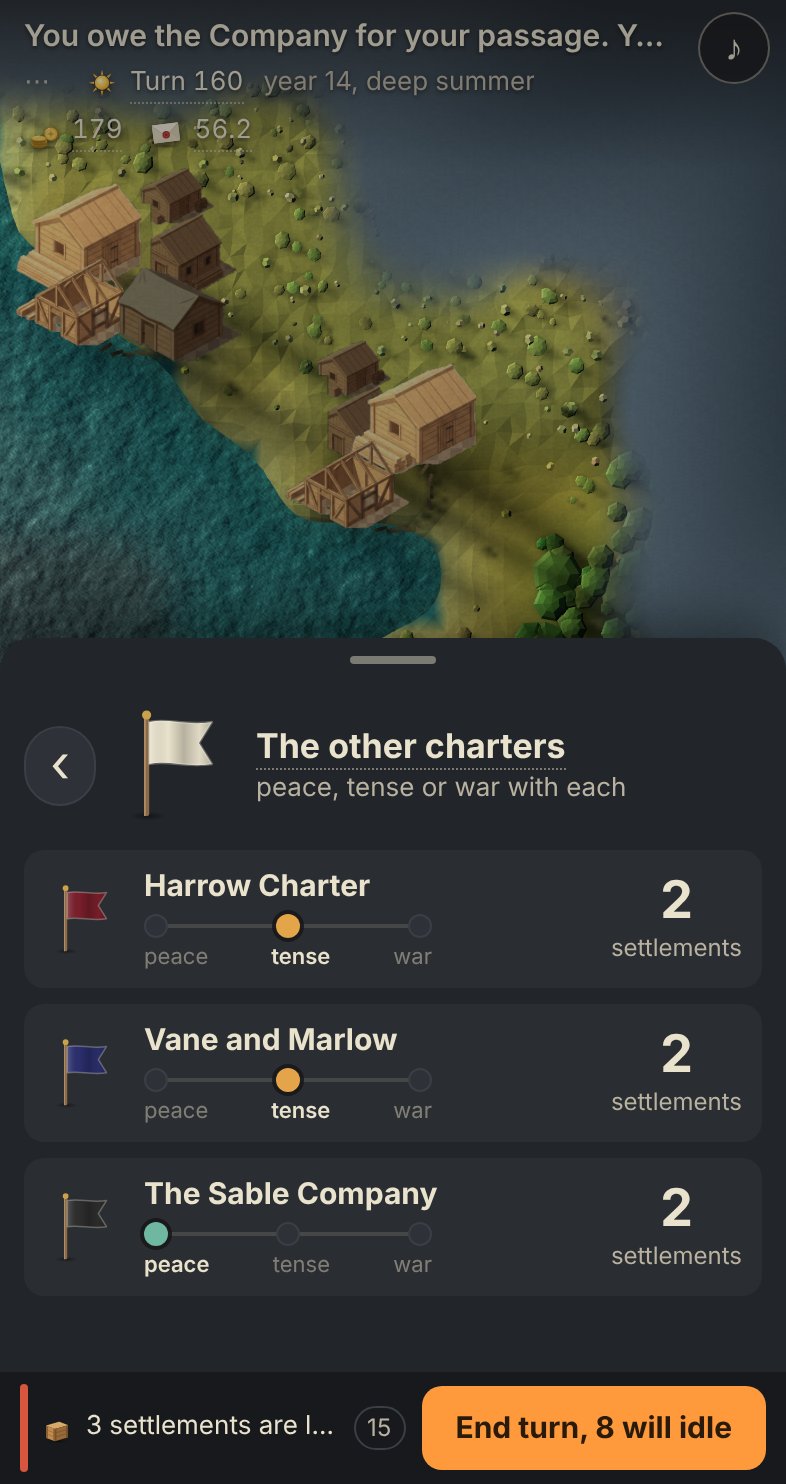 You owe the Company for your passage. Y...
... Turn 160 year 14, deep summer
179 56.2
The other charters
peace, tense or war with each
Harrow Charter
peace tense war
2
settlements
Vane and Marlow
peace tense war
2
settlements
The Sable Company
peace tense war
2
settlements
3 settlements are l... 15 End turn, 8 will idle